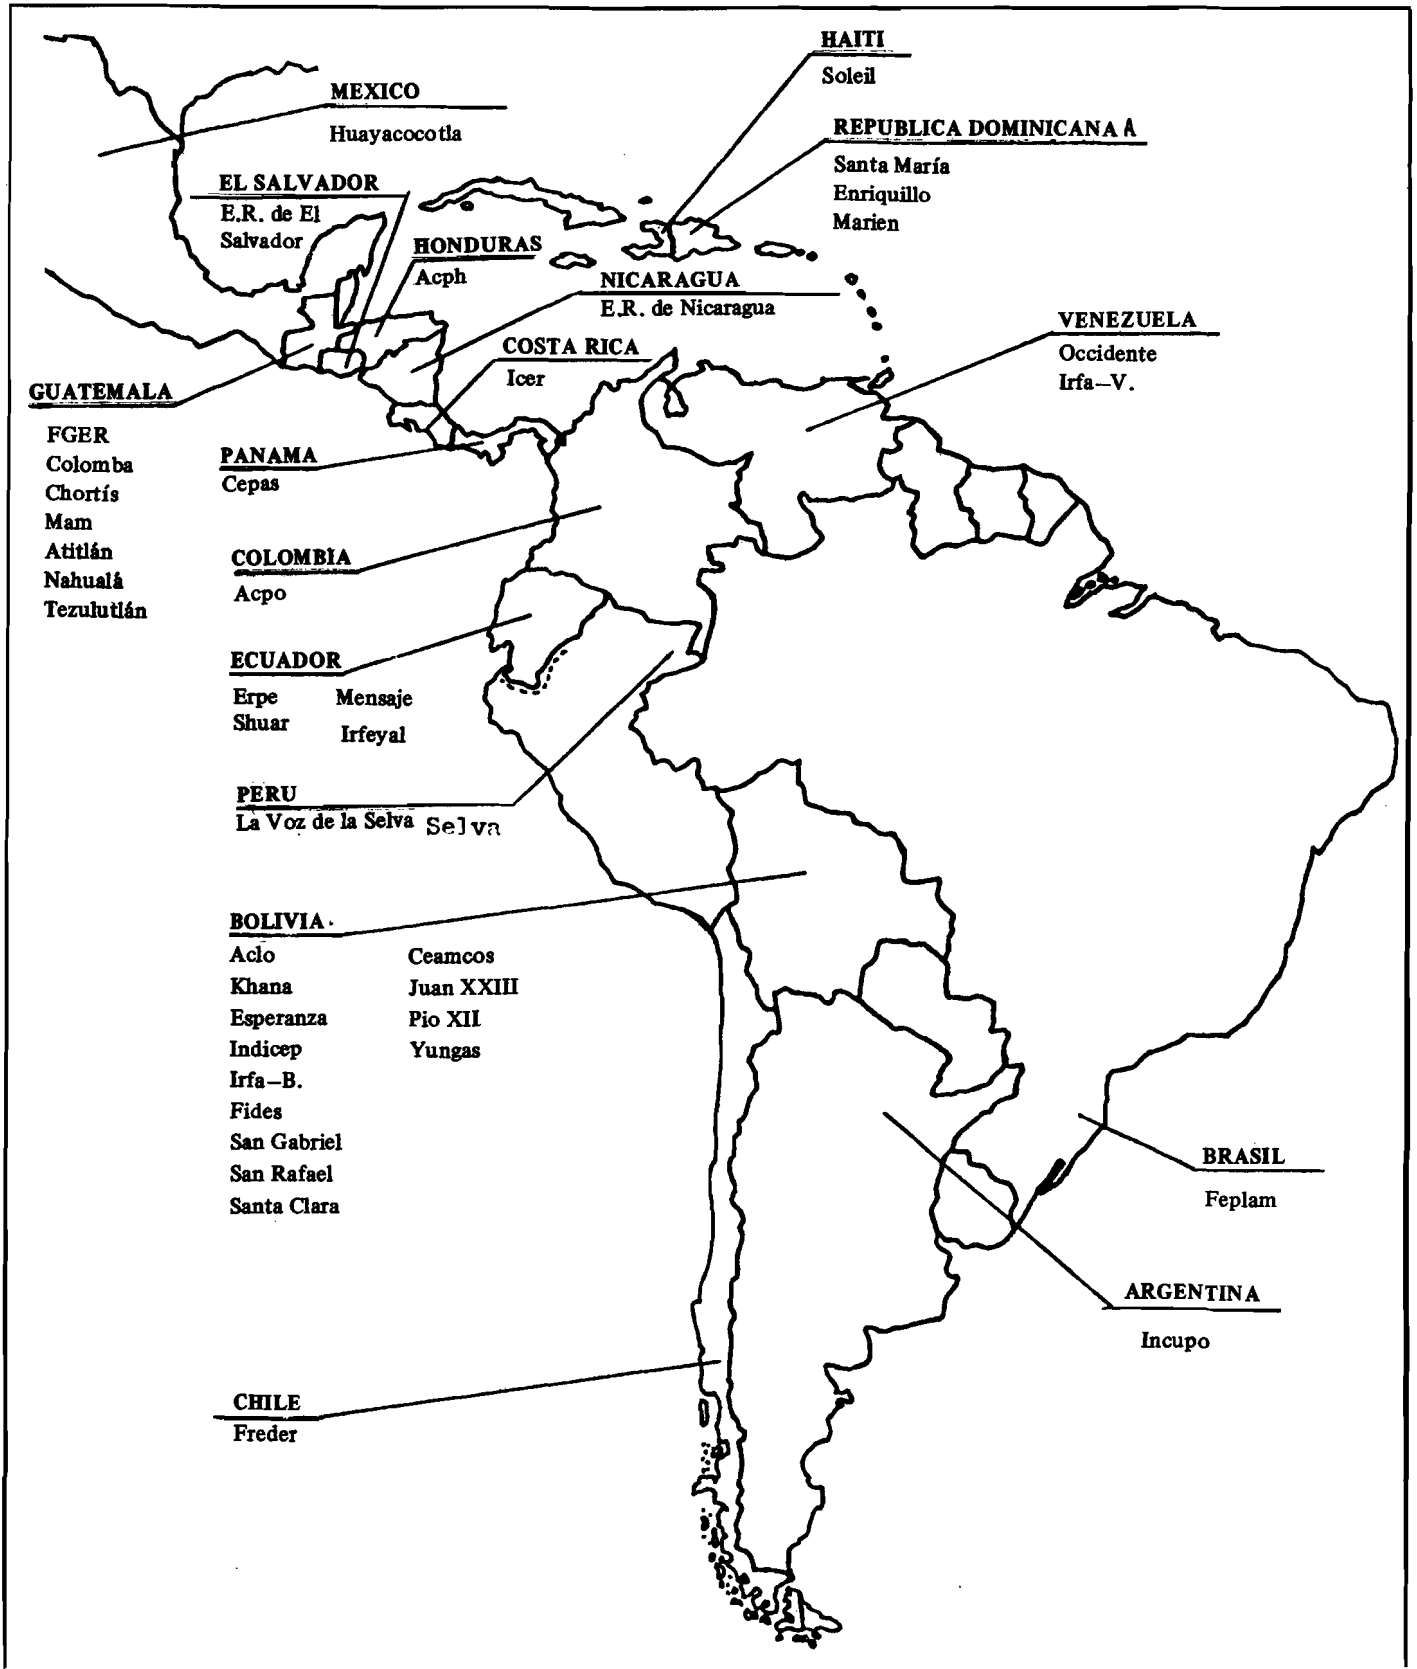 HAITI
Soleil
MEXICO
Huayacocotla
REPUBLICA DOMINICANA A
Santa María
Enriquillo
Marien
EL SALVADOR
E.R. de El
Salvador
HONDURAS
Acph
NICARAGUA
E.R. de Nicaragua
VENEZUELA
Occidente
Irfa—V.
COSTA RICA
Icer
GUATEMALA
FGER
Colomba
Chortís
Mam
Atitlán
Nahualá
Tezulutlán
PANAMA
Cepas
COLOMBIA
Acpo
ECUADOR
Erpe Mensaje
Shuar Irfeyal
PERU
La Voz de la Selva Selva
BOLIVIA
Aclo Ceamcos
Khana Juan XXIII
Esperanza Pio XII
Indicep Yungas
Irfa—B.
Fides
San Gabriel
San Rafael
Santa Clara
BRASIL
Feplam
ARGENTINA
Incupo
CHILE
Freder